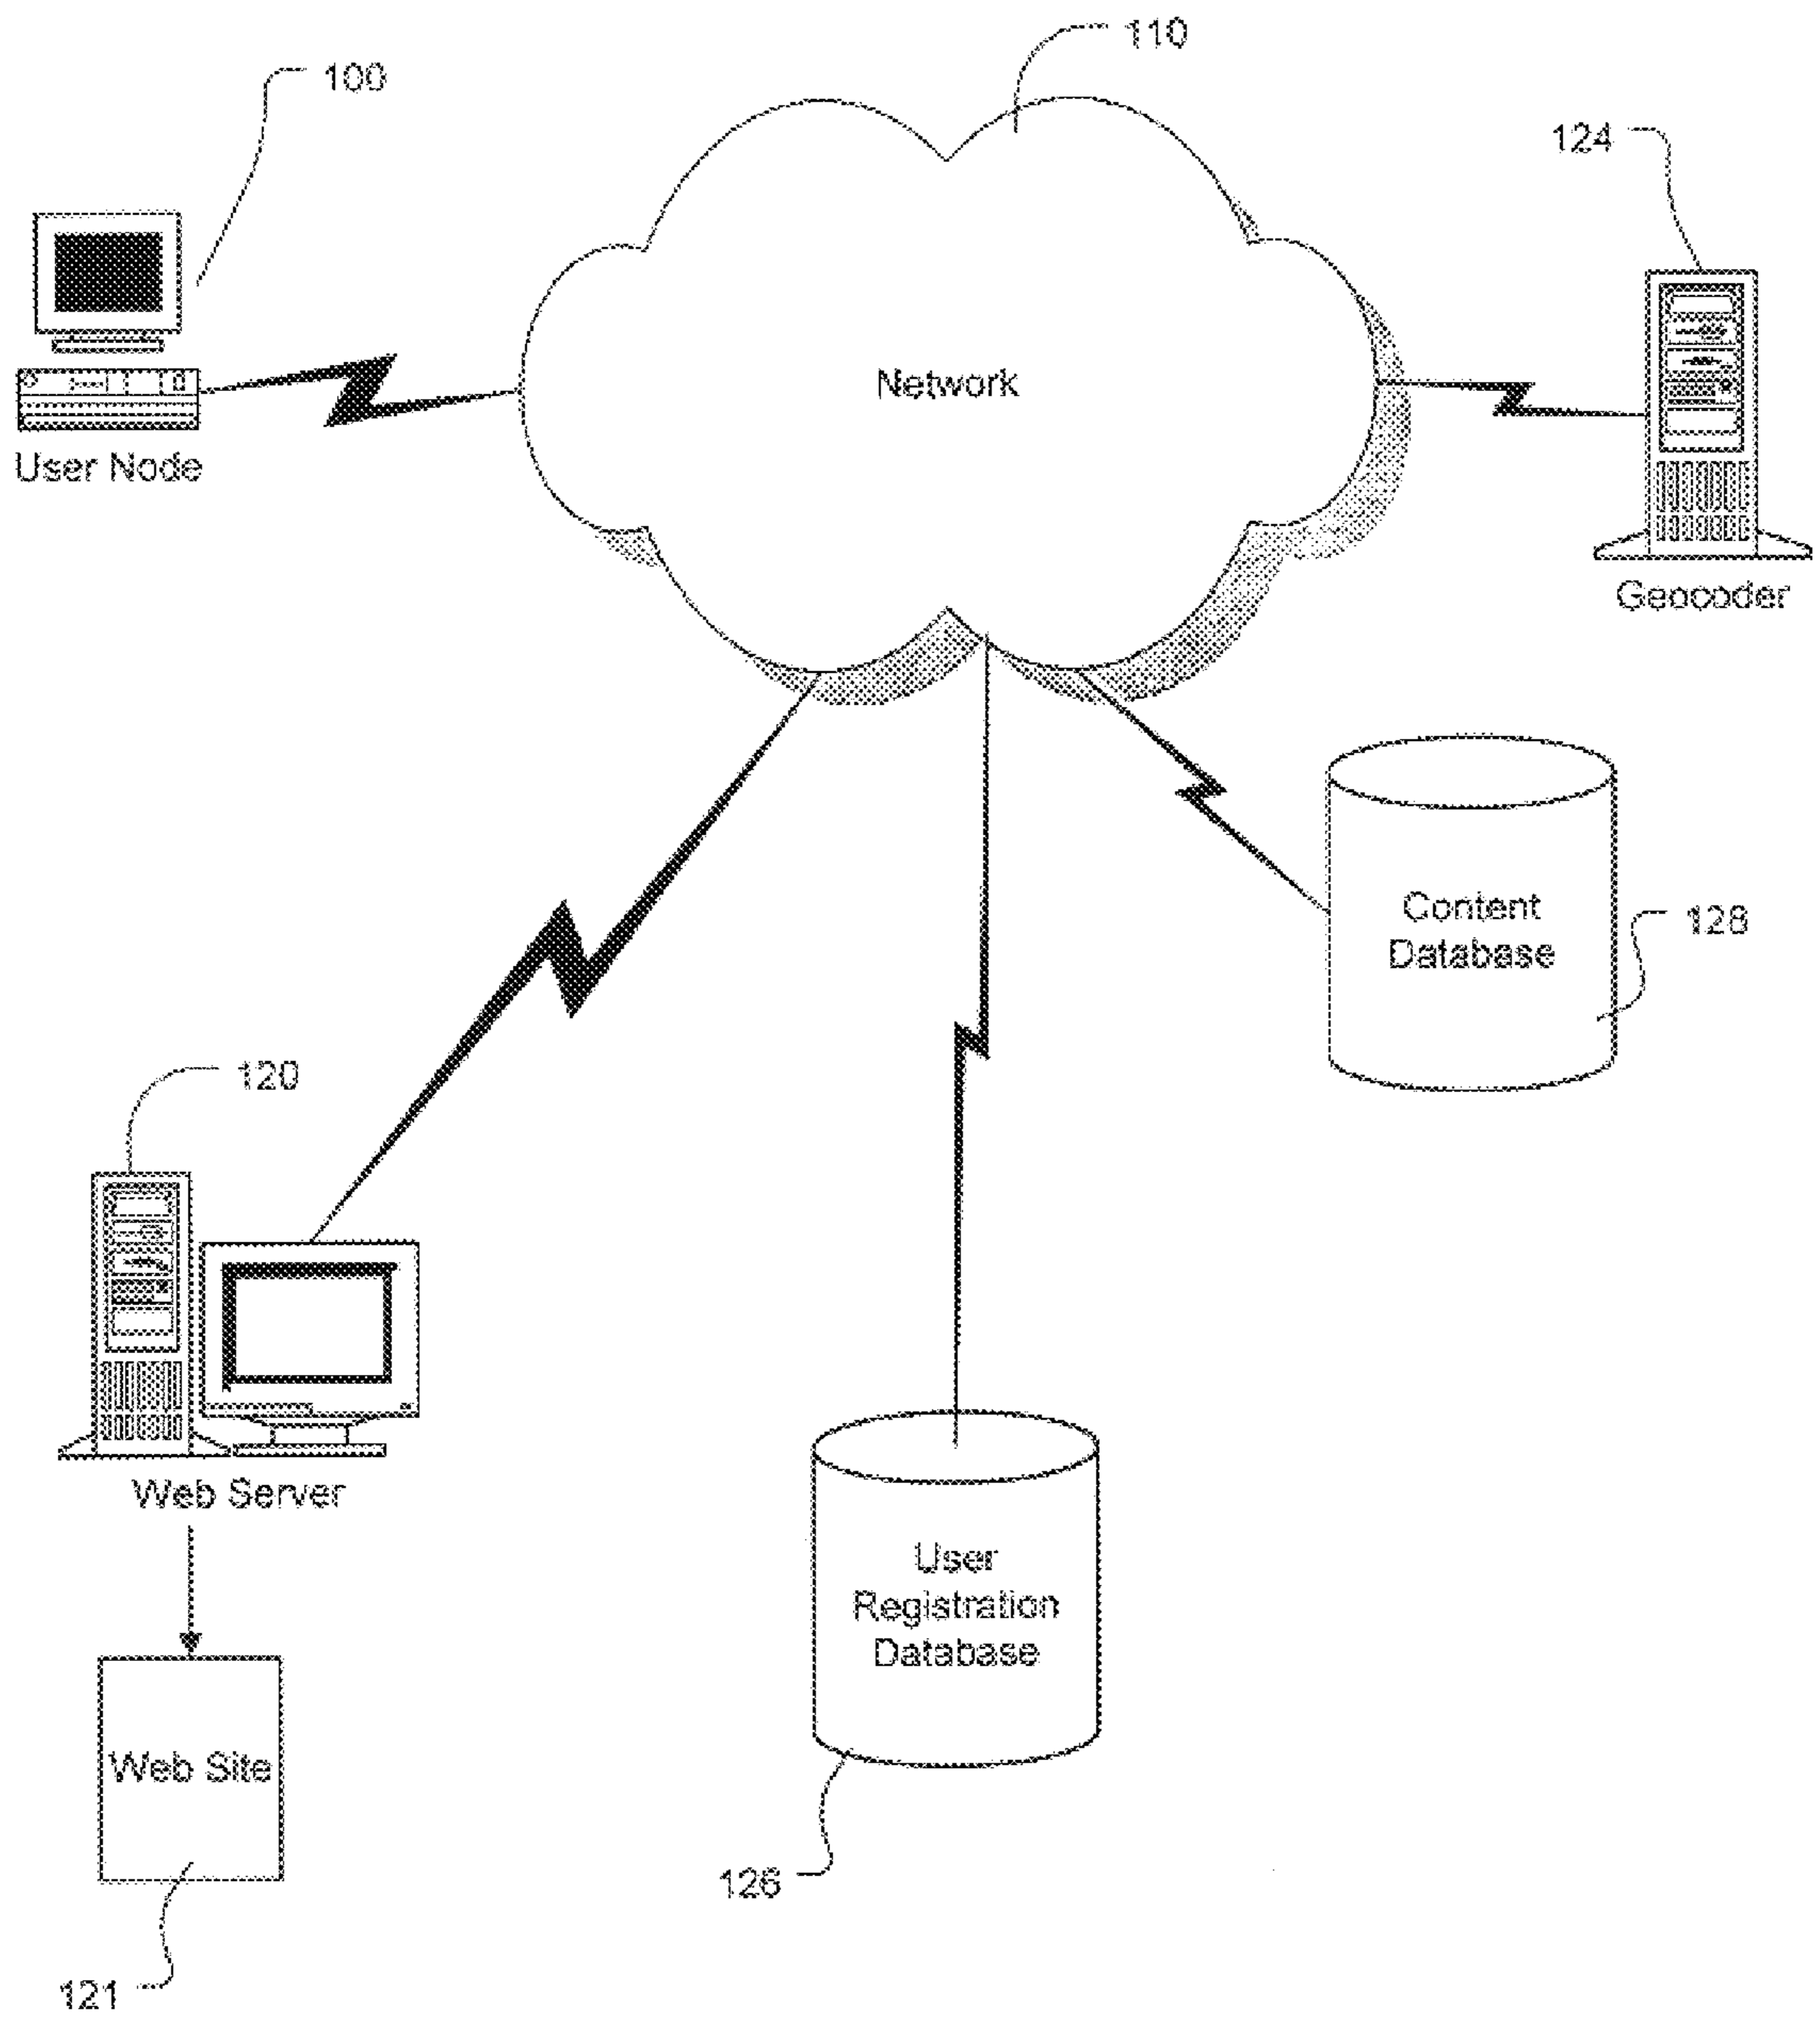 110
100
124
Network
User Node
Geocoder
Content
Database
128
120
Web Server
User
Registration
Database
Web Site
126
121